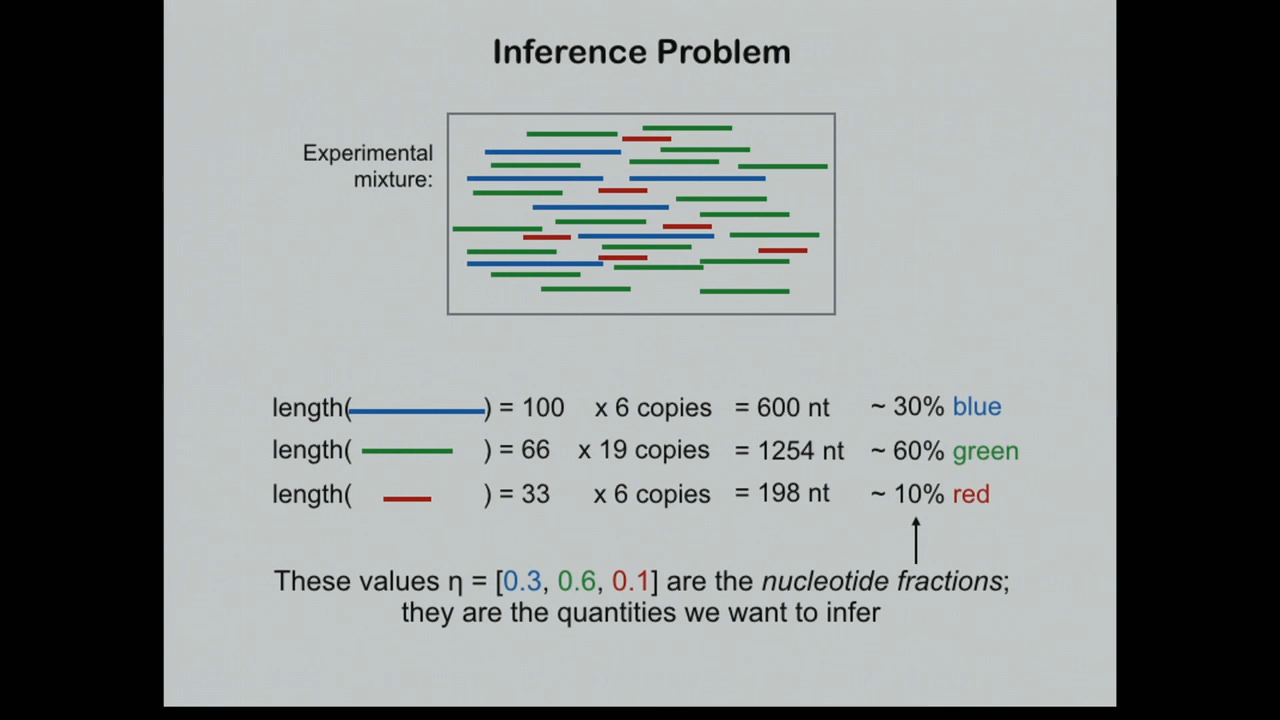 Inference Problem
Experimental
mixture:
length( ) = 100 x 6 copies = 600 nt ~ 30% blue
length( ) = 66 x 19 copies = 1254 nt ~ 60% green
length( ) = 33 x 6 copies = 198 nt ~ 10% red
These values η = [0.3, 0.6, 0.1] are the nucleotide fractions;
they are the quantities we want to infer